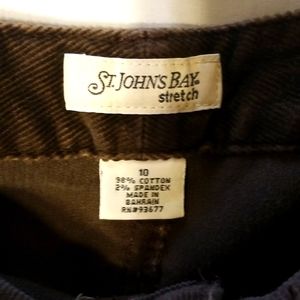 ST. JOHN'S BAY
stretch
10
98% COTTON
2% SPANDEX
MADE IN
BAHRAIN
RN#93677